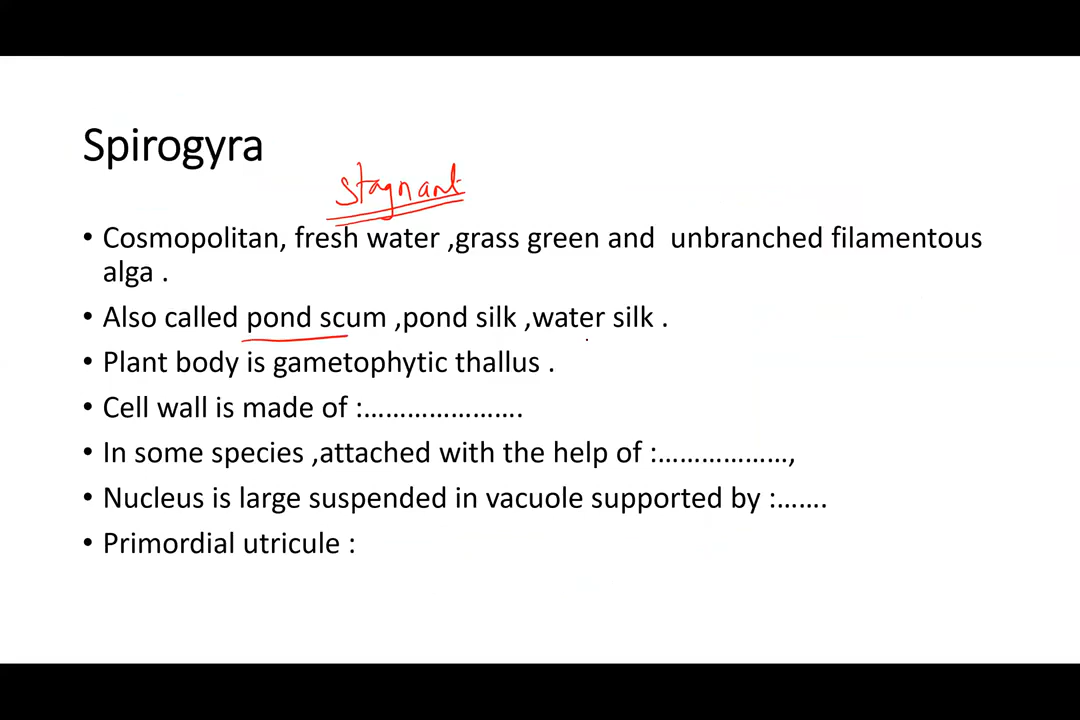 Spirogyra
stagnant
• Cosmopolitan, fresh water ,grass green and unbranched filamentous
alga .
• Also called pond scum ,pond silk ,water silk .
• Plant body is gametophytic thallus .
• Cell wall is made of :………………….
• In some species ,attached with the help of :………………,
• Nucleus is large suspended in vacuole supported by :…….
• Primordial utricule :